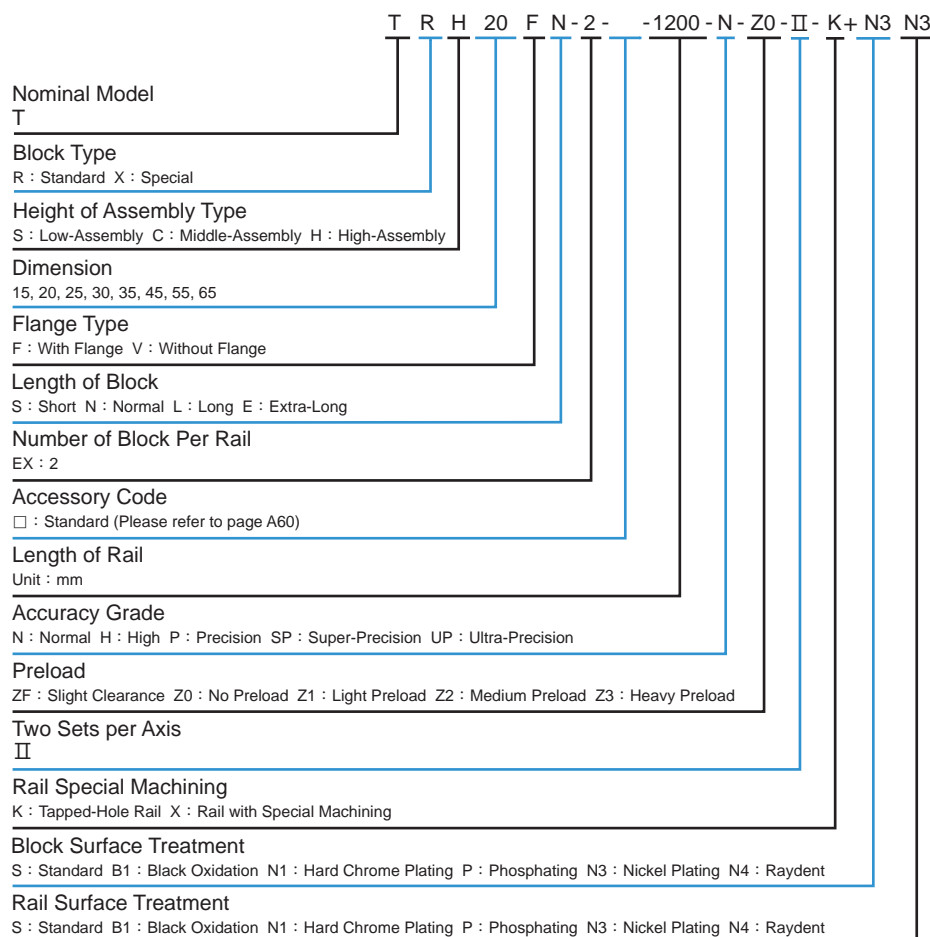 T R H 20 F N - 2 - -1200 - N - Z0 - Ⅱ - K + N3 N3
Nominal Model
T
Block Type
R：Standard X：Special
Height of Assembly Type
S：Low-Assembly C：Middle-Assembly H：High-Assembly
Dimension
15, 20, 25, 30, 35, 45, 55, 65
Flange Type
F：With Flange V：Without Flange
Length of Block
S：Short N：Normal L：Long E：Extra-Long
Number of Block Per Rail
EX：2
Accessory Code
□：Standard (Please refer to page A60)
Length of Rail
Unit：mm
Accuracy Grade
N：Normal H：High P：Precision SP：Super-Precision UP：Ultra-Precision
Preload
ZF：Slight Clearance Z0：No Preload Z1：Light Preload Z2：Medium Preload Z3：Heavy Preload
Two Sets per Axis
Ⅱ
Rail Special Machining
K：Tapped-Hole Rail X：Rail with Special Machining
Block Surface Treatment
S：Standard B1：Black Oxidation N1：Hard Chrome Plating P：Phosphating N3：Nickel Plating N4：Raydent
Rail Surface Treatment
S：Standard B1：Black Oxidation N1：Hard Chrome Plating P：Phosphating N3：Nickel Plating N4：Raydent